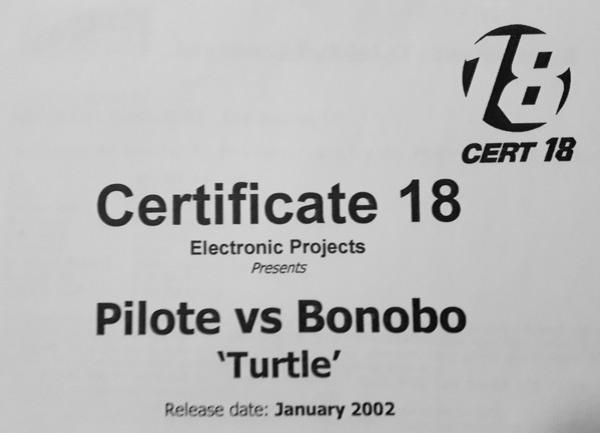 18
CERT 18
Certificate 18
Electronic Projects
Presents
Pilote vs Bonobo
‘Turtle’
Release date: January 2002